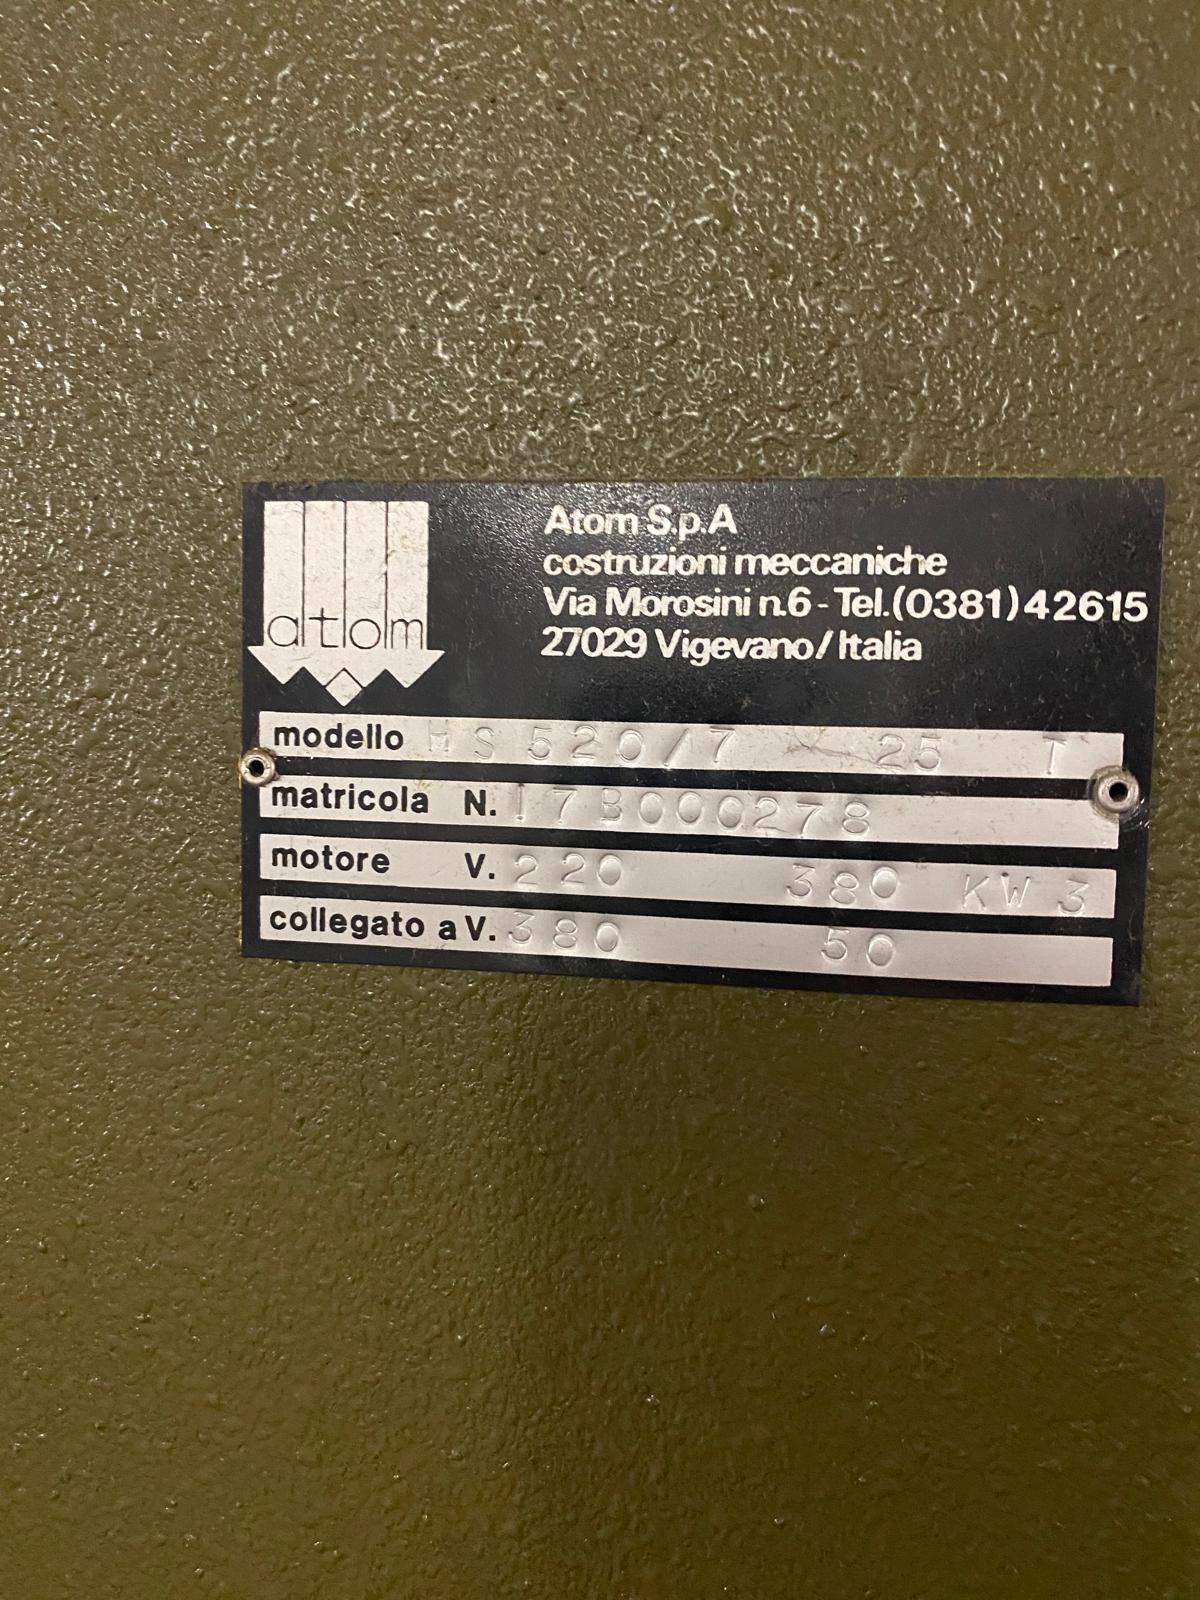 atom
Atom S.p.A
costruzioni meccaniche
Via Morosini n.6 - Tel.(0381)42615
27029 Vigevano/Italia
modello S 520/7 25 T
matricola N. 17B000278
motore V. 220 380 KW 3
collegato a V. 380 50